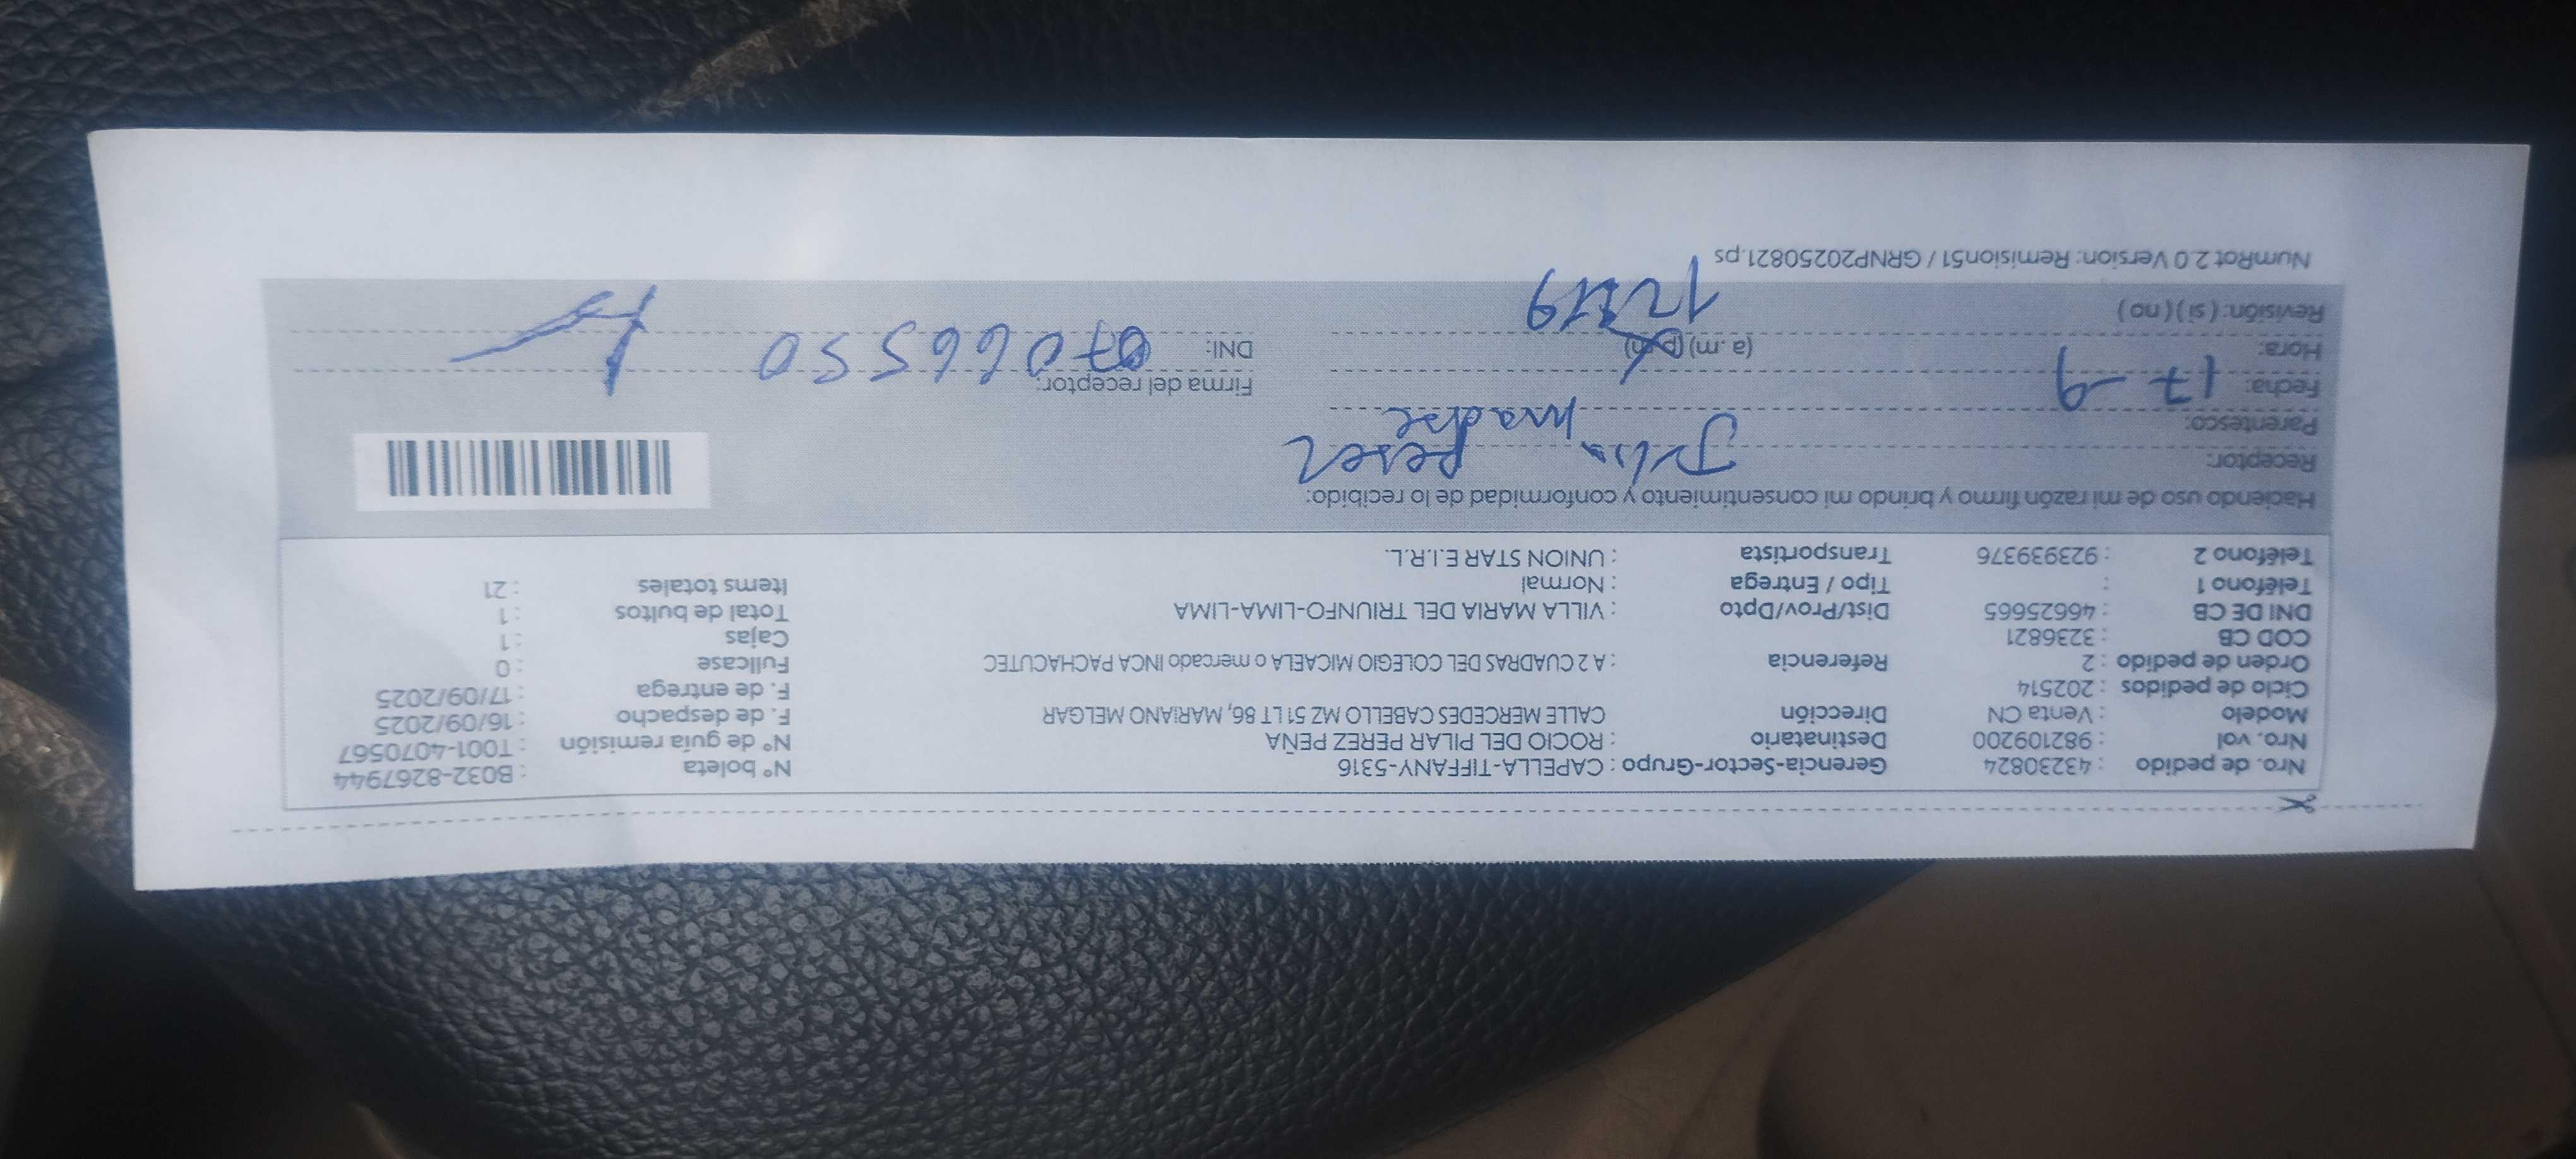 Nro. de pedido : 43230824 Gerencia-Sector-Grupo : CAPELLA-TIFFANY-5316 N° boleta : B032-8267944
Nro. vol : 982109200 Destinatario : ROCIO DEL PILAR PEREZ PEÑA N° de guía remisión : T001-4070567
Modelo : Venta CN Dirección CALLE MERCEDES CABELLO MZ 51 LT 86, MARIANO MELGAR F. de despacho : 16/09/2025
Ciclo de pedidos : 202514 F. de entrega : 17/09/2025
Orden de pedido : 2 Referencia : A 2 CUADRAS DEL COLEGIO MICAELA o mercado INCA PACHACUTEC Fullcase : 0
COD CB : 3236821 Cajas : 1
DNI DE CB : 46625665 Dist/Prov/Dpto : VILLA MARIA DEL TRIUNFO-LIMA-LIMA Total de bultos : 1
Teléfono 1 : Tipo / Entrega : Normal Items totales : 21
Teléfono 2 : 923939376 Transportista : UNION STAR E.I.R.L.
Haciendo uso de mi razón firmo y brindo mi consentimiento y conformidad de lo recibido:
Receptor: Perez
Parentesco: madre
Fecha: 17-9 Firma del receptor:
Hora: (a.m) (p.m) DNI: 07066550
Revisión: ( si ) ( no )
NumRot 2.0 Version: Remision51 / GRNP20250821.ps